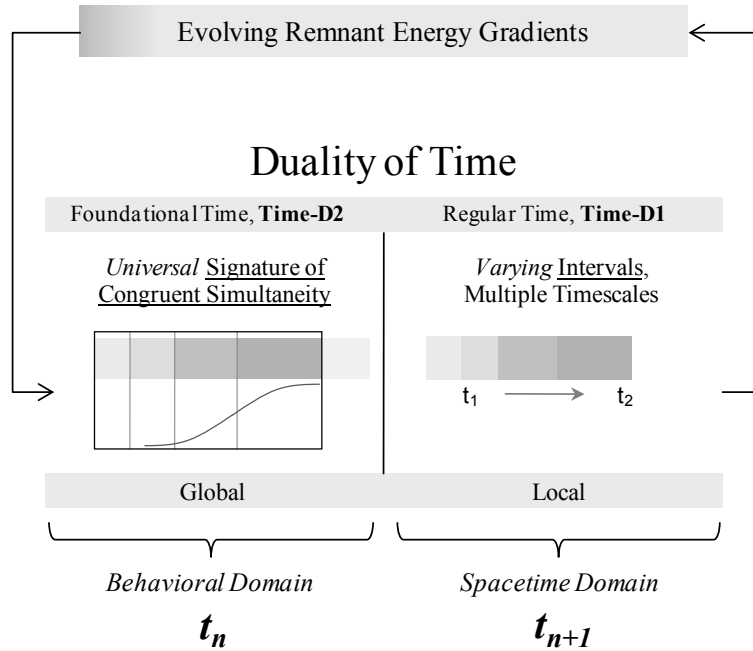 Evolving Remnant Energy Gradients
Duality of Time
Foundational Time, Time-D2
Regular Time, Time-D1
Universal Signature of
Congruent Simultaneity
Varying Intervals,
Multiple Timescales
t₁
t₂
Global
Local
Behavioral Domain
Spacetime Domain
tₙ
tₙ₊₁